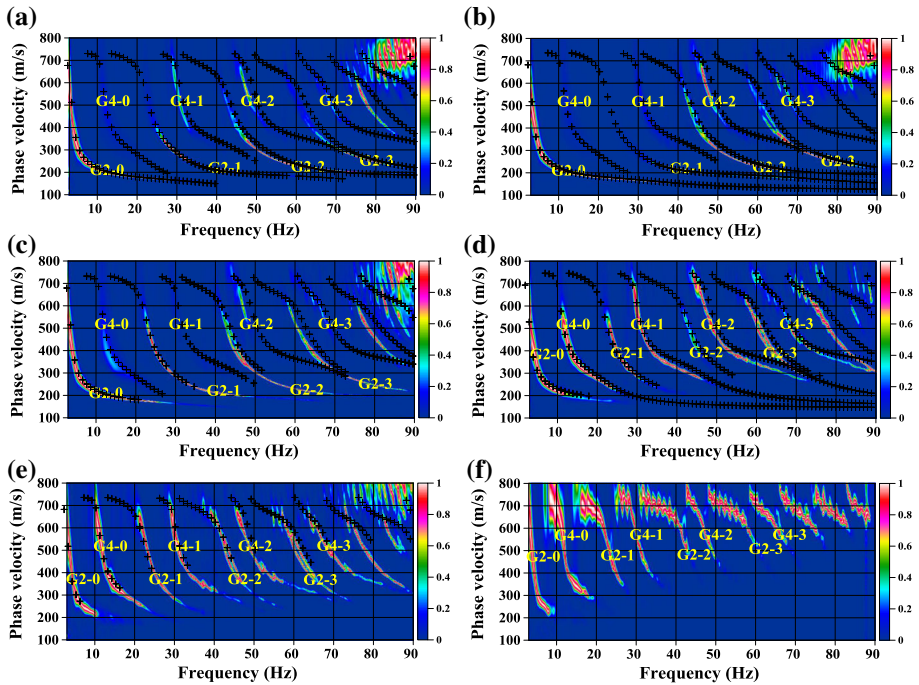 (a)
Phase velocity (m/s)
800
700
600
500
400
300
200
100
G4-0
G4-1
G4-2
G4-3
G2-0
G2-1
G2-2
G2-3
10 20 30 40 50 60 70 80 90
Frequency (Hz)
1
0.8
0.6
0.4
0.2
0
(b)
Phase velocity (m/s)
800
700
600
500
400
300
200
100
G4-0
G4-1
G4-2
G4-3
G2-0
G2-1
G2-2
G2-3
10 20 30 40 50 60 70 80 90
Frequency (Hz)
1
0.8
0.6
0.4
0.2
0
(c)
Phase velocity (m/s)
800
700
600
500
400
300
200
100
G4-0
G4-1
G4-2
G4-3
G2-0
G2-1
G2-2
G2-3
10 20 30 40 50 60 70 80 90
Frequency (Hz)
1
0.8
0.6
0.4
0.2
0
(d)
Phase velocity (m/s)
800
700
600
500
400
300
200
100
G4-0
G4-1
G4-2
G4-3
G2-0
G2-1
G2-2
G2-3
10 20 30 40 50 60 70 80 90
Frequency (Hz)
1
0.8
0.6
0.4
0.2
0
(e)
Phase velocity (m/s)
800
700
600
500
400
300
200
100
G4-0
G4-1
G4-2
G4-3
G2-0
G2-1
G2-2
G2-3
10 20 30 40 50 60 70 80 90
Frequency (Hz)
1
0.8
0.6
0.4
0.2
0
(f)
Phase velocity (m/s)
800
700
600
500
400
300
200
100
G4-0
G4-1
G4-2
G4-3
G2-0
G2-1
G2-2
G2-3
10 20 30 40 50 60 70 80 90
Frequency (Hz)
1
0.8
0.6
0.4
0.2
0